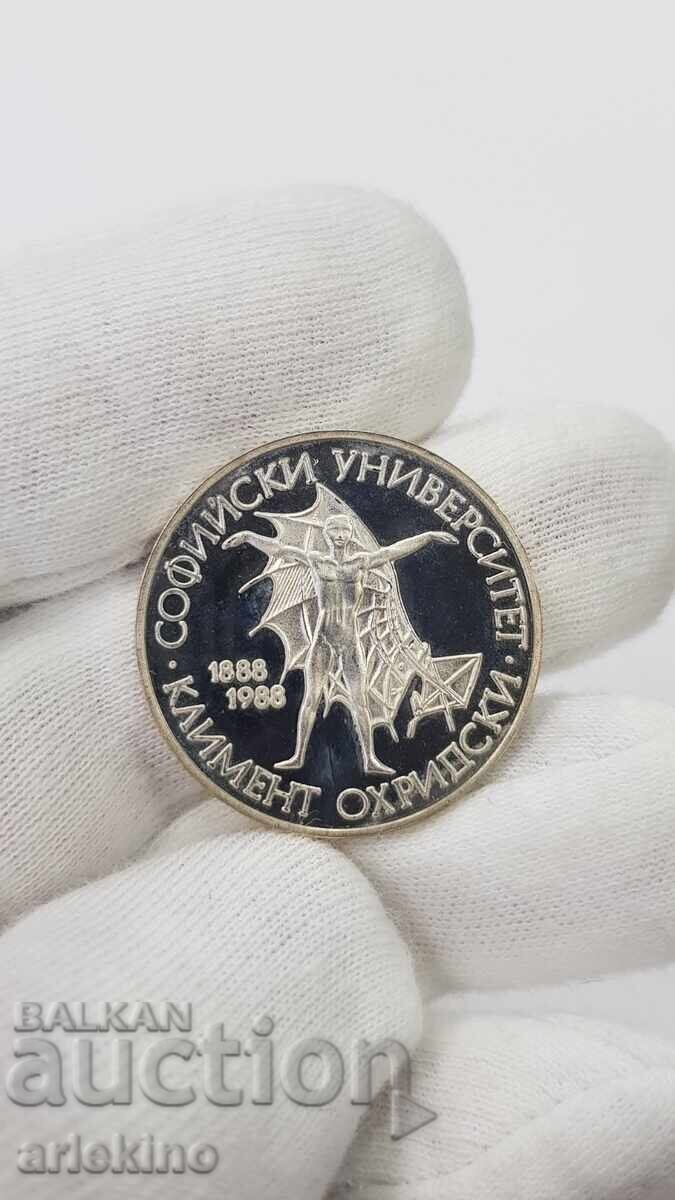 СОФИЙСКИ УНИВЕРСИТЕТ
1888
1988
· КЛИМЕНТ ОХРИДСКИ ·
BALKAN
auction
arlekino